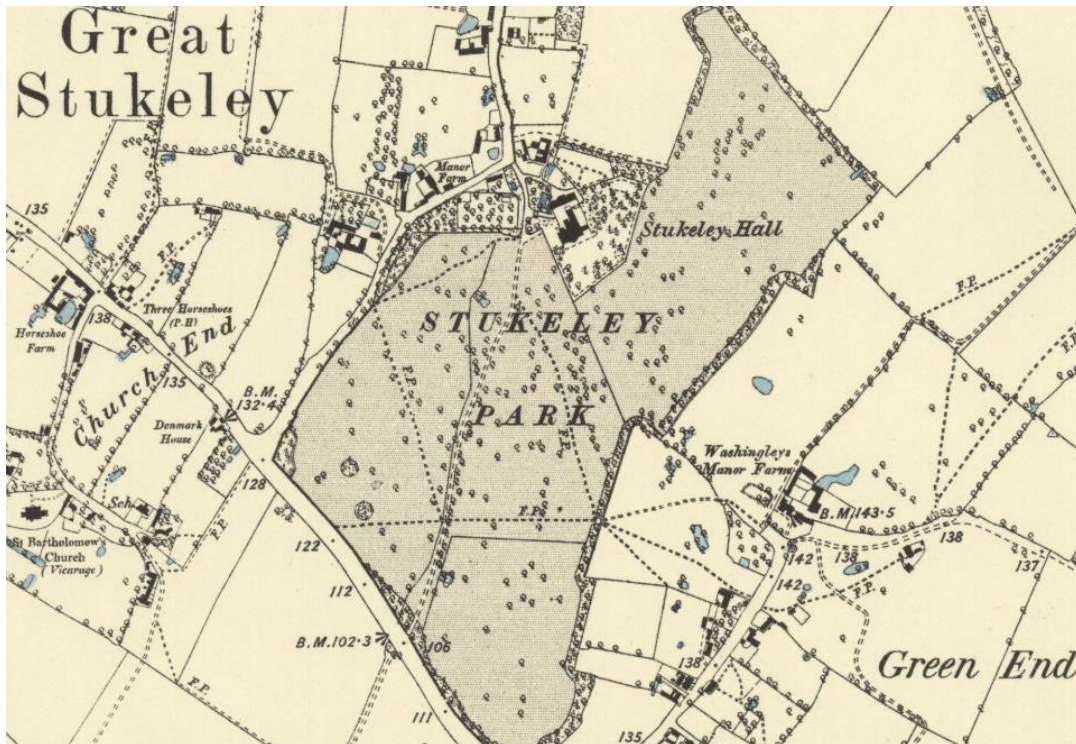 Great
Stukeley
Manor
Farm
135
F.P.
Stukeley Hall
Three Horseshoes
(P.H)
Horseshoe
Farm
138
STUKELEY
PARK
F.P.
F.P.
Church End
135
B.M.
132·4
Denmark
House
F.P.
F.P.
F.P.
Washingleys
Manor Farm
B.M. 143·5
128
Sch.
F.P.
St Bartholomew's
Church
(Vicarage)
122
F.P.
142
138
138
137
112
142
F.P.
B.M. 102·3
106
138
Green End
F.P.
111
135